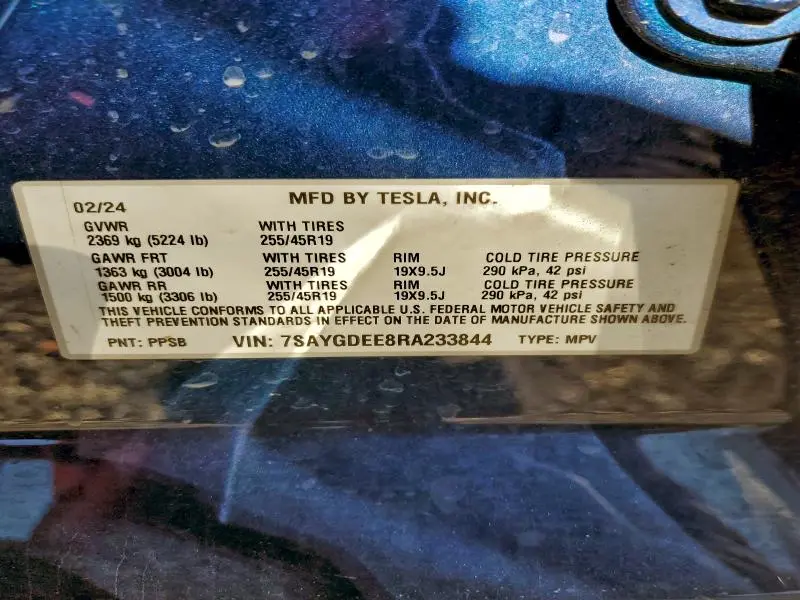 02/24 MFD BY TESLA, INC.
GVWR WITH TIRES
2369 kg (5224 lb) 255/45R19
GAWR FRT WITH TIRES RIM COLD TIRE PRESSURE
1363 kg (3004 lb) 255/45R19 19X9.5J 290 kPa, 42 psi
GAWR RR WITH TIRES RIM COLD TIRE PRESSURE
1500 kg (3306 lb) 255/45R19 19X9.5J 290 kPa, 42 psi
THIS VEHICLE CONFORMS TO ALL APPLICABLE U.S. FEDERAL MOTOR VEHICLE SAFETY AND
THEFT PREVENTION STANDARDS IN EFFECT ON THE DATE OF MANUFACTURE SHOWN ABOVE.
PNT: PPSB VIN: 7SAYGDEE8RA233844 TYPE: MPV